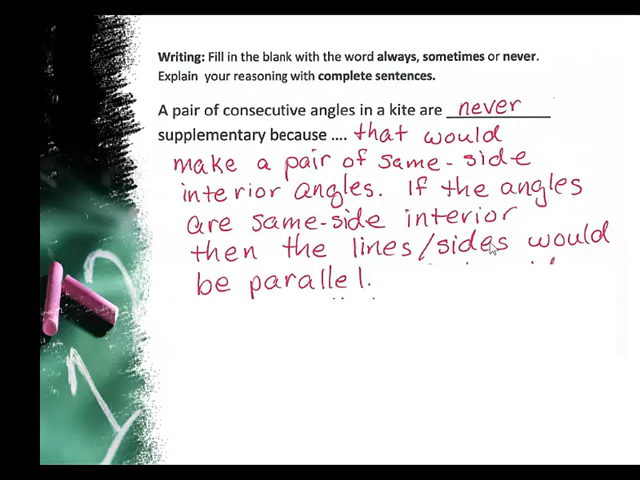 Writing: Fill in the blank with the word always, sometimes or never.
Explain your reasoning with complete sentences.
A pair of consecutive angles in a kite are never
supplementary because .... that would
make a pair of same-side
interior angles. If the angles
are same-side interior
then the lines/sides would
be parallel.